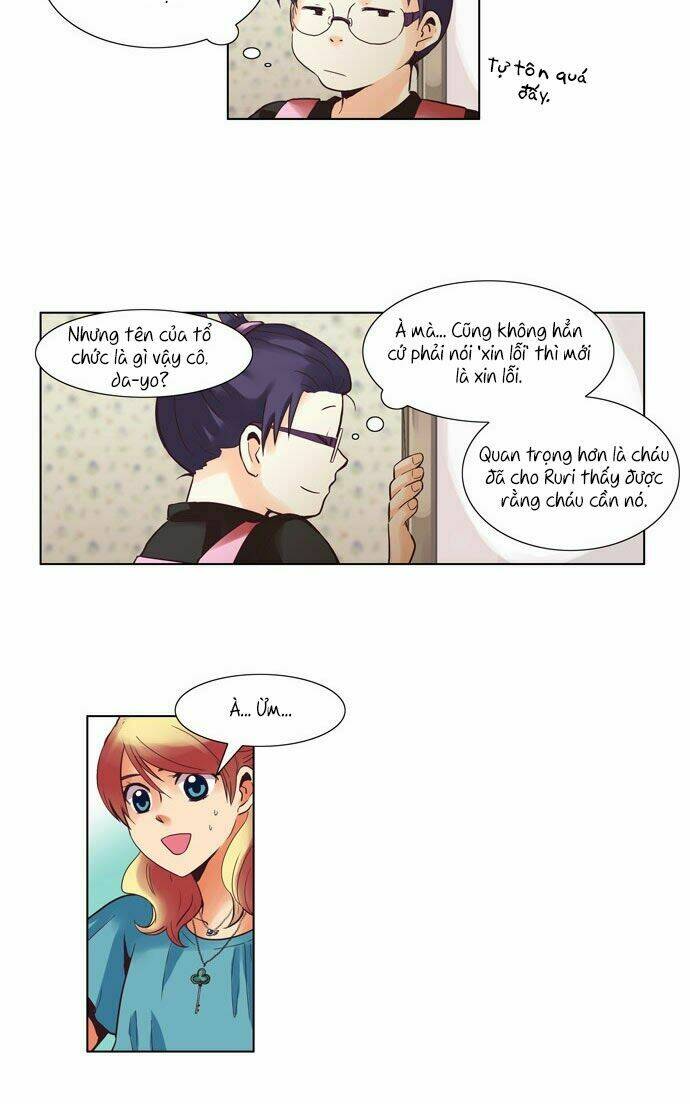 Tự tôn quá
đấy.
Nhưng tên của tổ
chức là gì vậy cô.
da-yo?
À mà... Cũng không hẳn
cứ phải nói 'xin lỗi' thì mới
là xin lỗi.
Quan trọng hơn là cháu
đã cho Ruri thấy được
rằng cháu cần nó.
À... Ừm...